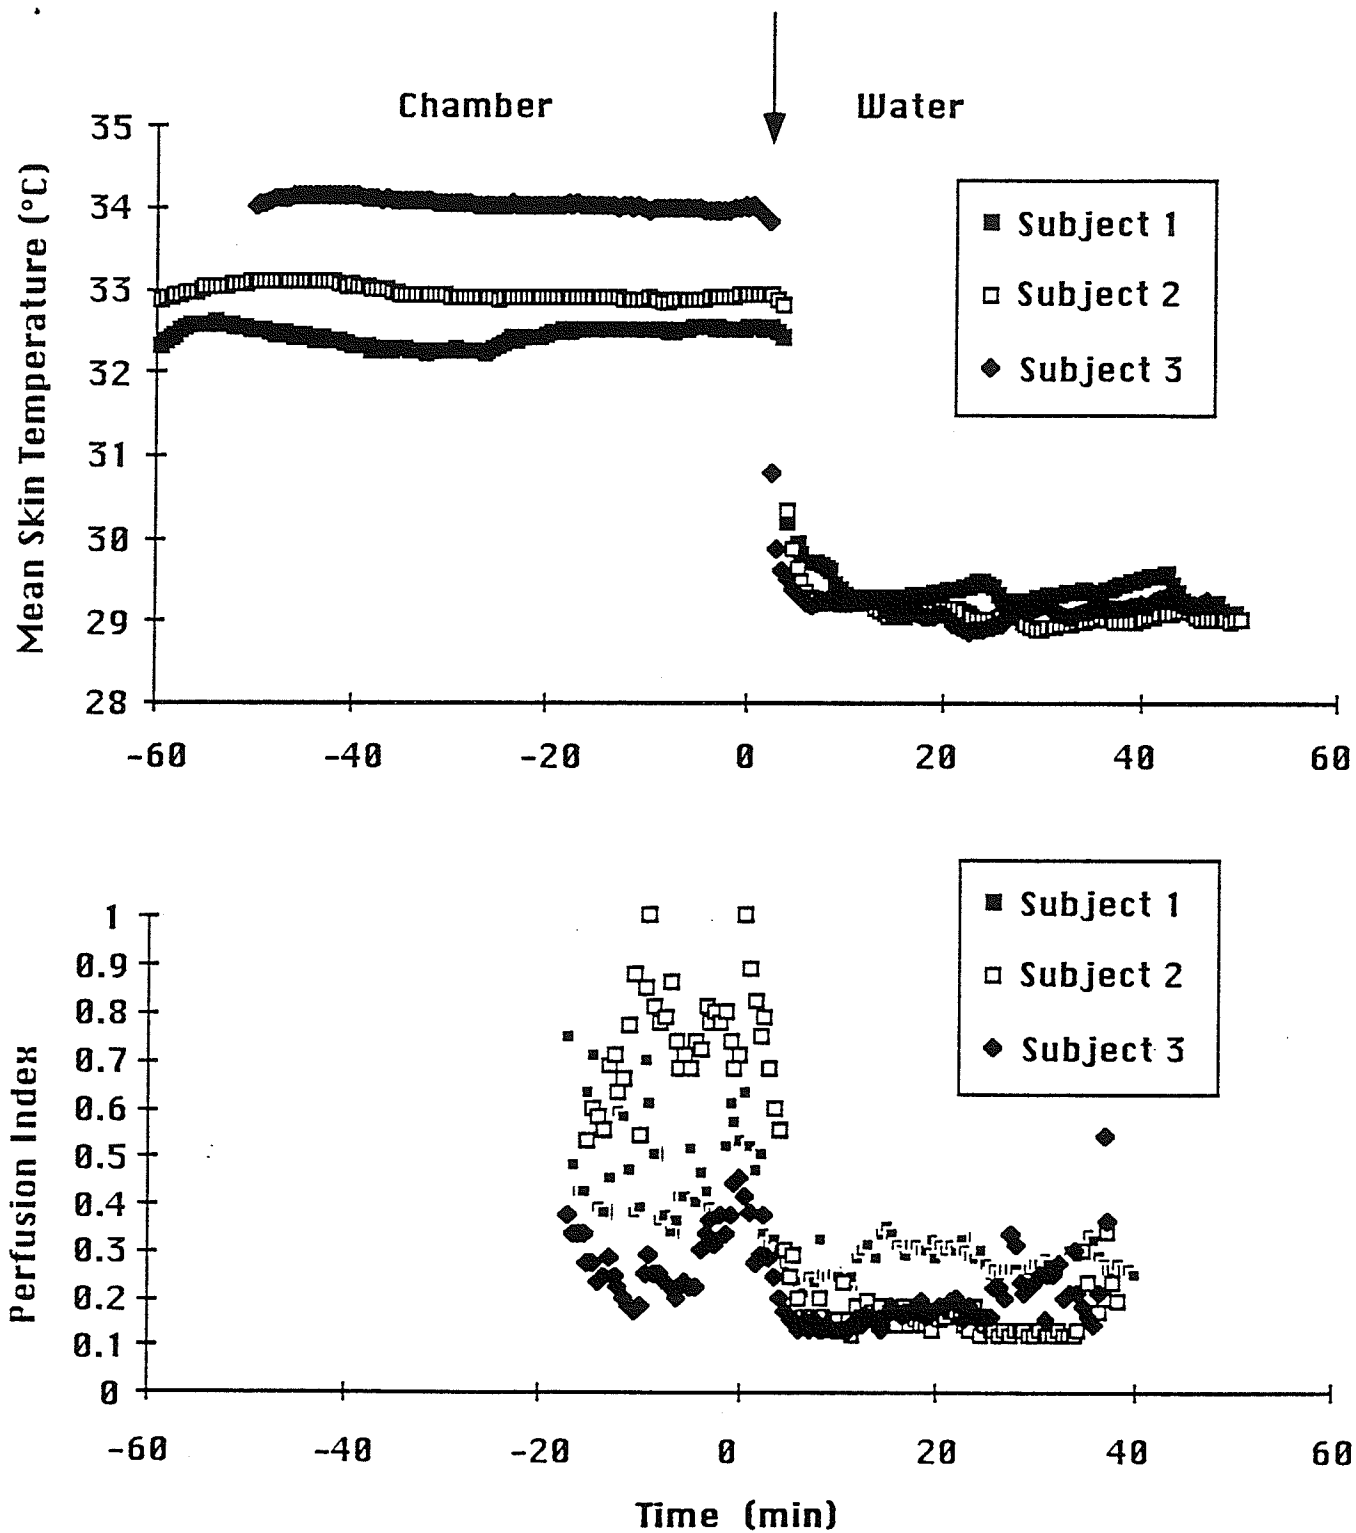 Chamber Water
35
34
33
32
31
30
29
28
Mean Skin Temperature (°C)
Subject 1
Subject 2
Subject 3
-60 -40 -20 0 20 40 60
1
0.9
0.8
0.7
0.6
0.5
0.4
0.3
0.2
0.1
0
Perfusion Index
Subject 1
Subject 2
Subject 3
-60 -40 -20 0 20 40 60
Time (min)